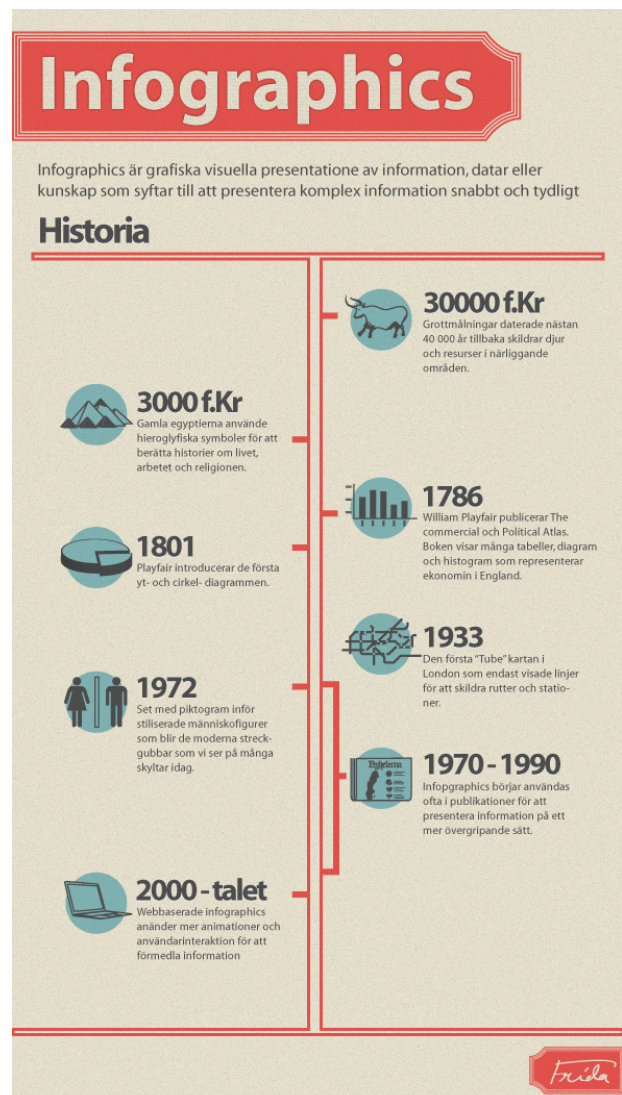 Infographics
Infographics är grafiska visuella presentatione av information, datar eller
kunskap som syftar till att presentera komplex information snabbt och tydligt
Historia
30000 f.Kr
Grottmålningar daterade nästan
40 000 år tillbaka skildrar djur
och resurser i närliggande
områden.
3000 f.Kr
Gamla egyptierna använde
hieroglyfiska symboler för att
berätta historier om livet,
arbetet och religionen.
1786
William Playfair publicerar The
commercial och Political Atlas.
Boken visar många tabeller, diagram
och histogram som representerar
ekonomin i England.
1801
Playfair introducerar de första
yt- och cirkel- diagrammen.
1933
Den första "Tube" kartan i
London som endast visade linjer
för att skildra rutter och statio-
ner.
1972
Set med piktogram inför
stiliserade människofigurer
som blir de moderna streck-
gubbar som vi ser på många
skyltar idag.
1970 - 1990
Infopgraphics börjar användas
ofta i publikationer för att
presentera information på ett
mer övergripande sätt.
2000 - talet
Webbaserade infographics
anänder mer animationer och
användarinteraktion för att
förmedla information
Frida